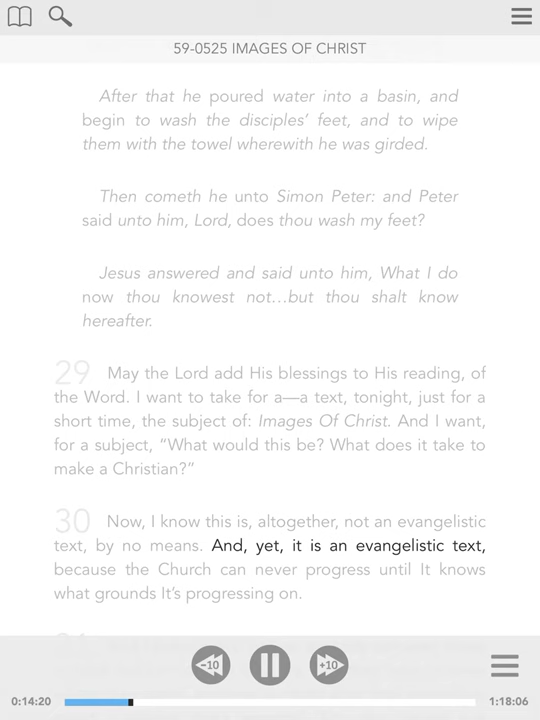 59-0525 IMAGES OF CHRIST
After that he poured water into a basin, and
begin to wash the disciples' feet, and to wipe
them with the towel wherewith he was girded.
Then cometh he unto Simon Peter: and Peter
said unto him, Lord, does thou wash my feet?
Jesus answered and said unto him, What I do
now thou knowest not…but thou shalt know
hereafter.
29 May the Lord add His blessings to His reading, of
the Word. I want to take for a—a text, tonight, just for a
short time, the subject of: Images Of Christ. And I want,
for a subject, “What would this be? What does it take to
make a Christian?”
30 Now, I know this is, altogether, not an evangelistic
text, by no means. And, yet, it is an evangelistic text,
because the Church can never progress until It knows
what grounds It's progressing on.
-10
+10
0:14:20
1:18:06